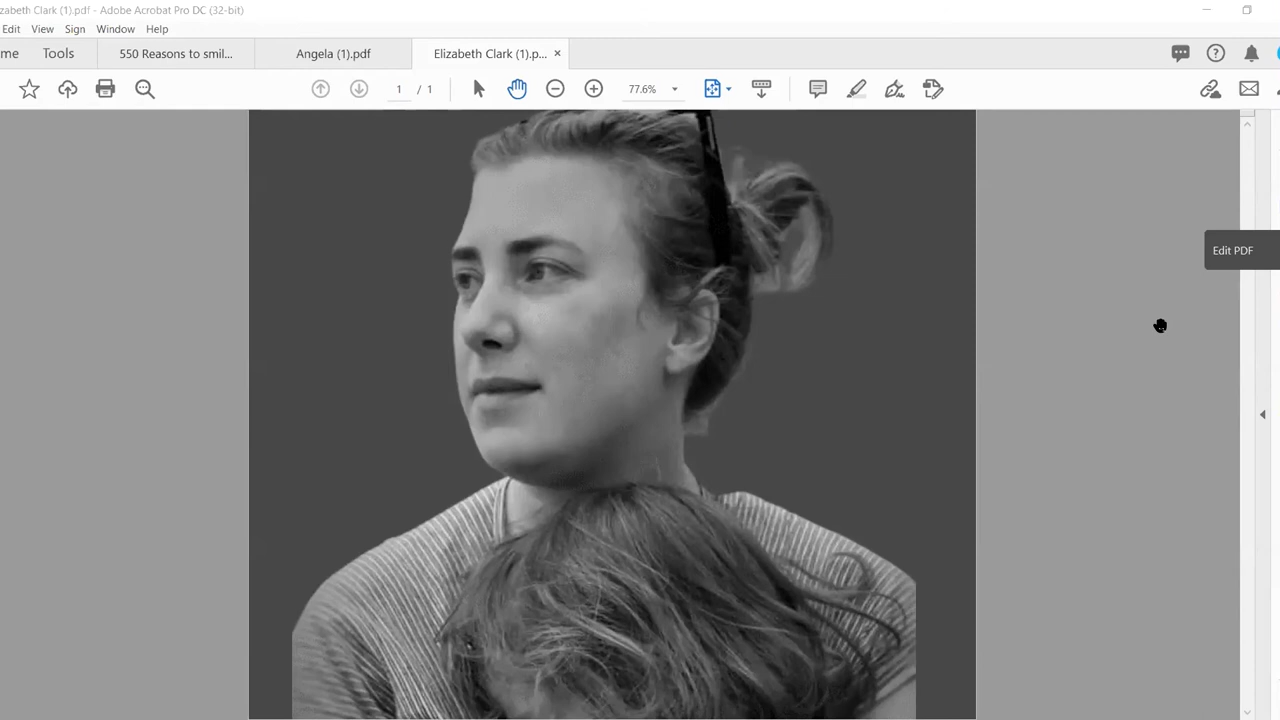 zabeth Clark (1).pdf - Adobe Acrobat Pro DC (32-bit)
Edit View Sign Window Help
me Tools 550 Reasons to smil... Angela (1).pdf Elizabeth Clark (1).p... ×
1 / 1 77.6%
Edit PDF